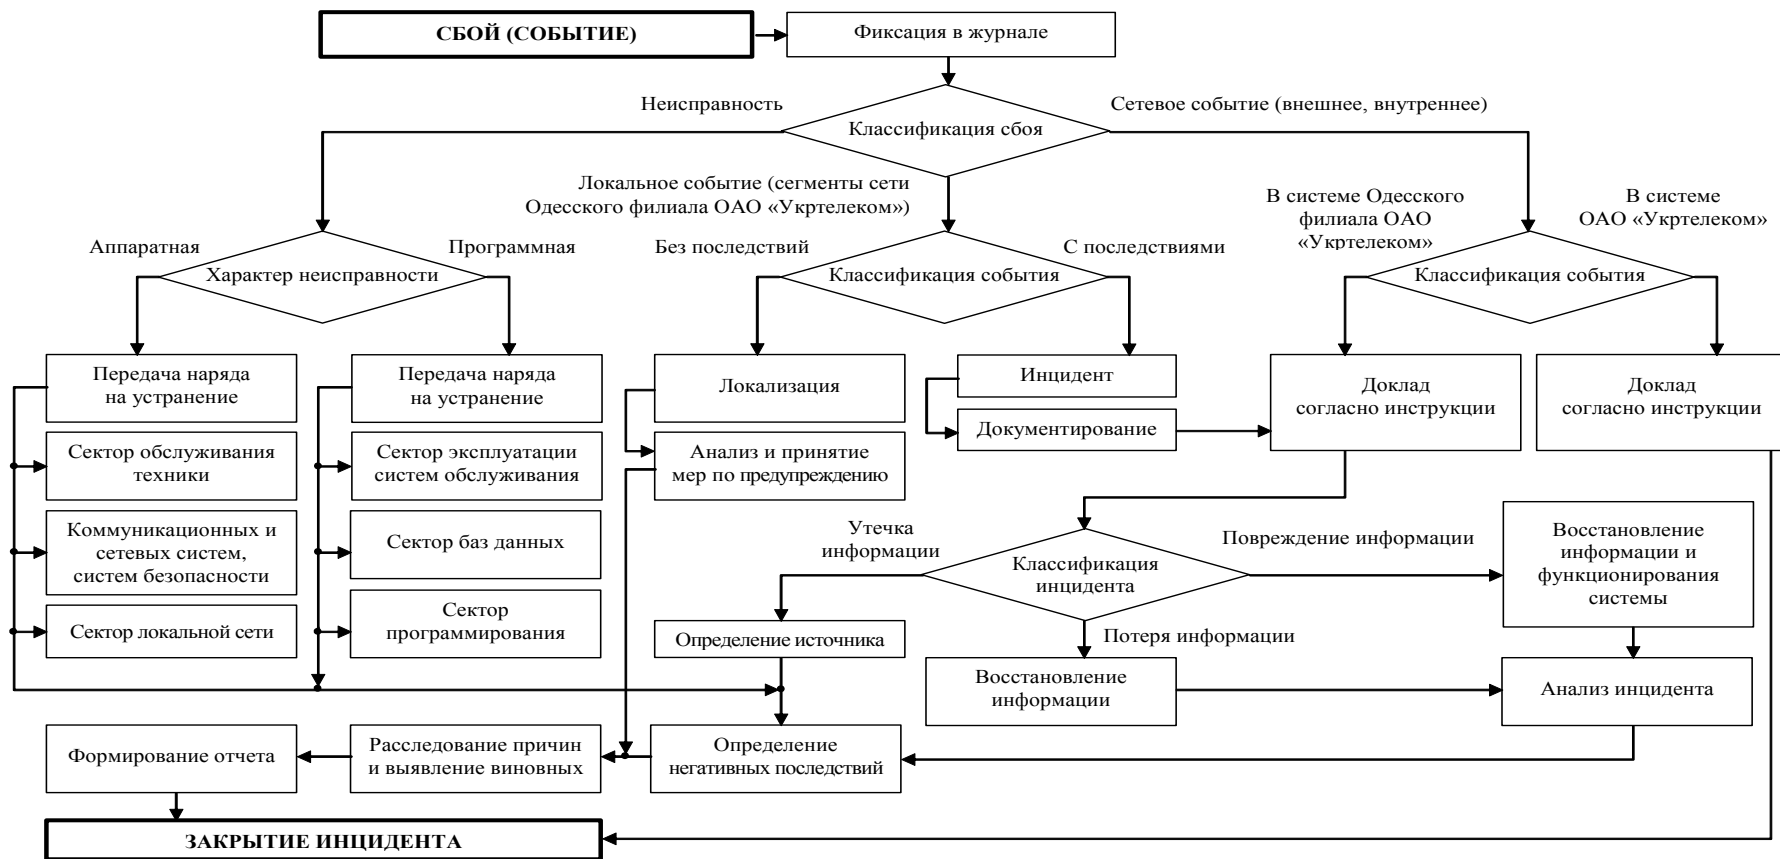 СБОЙ (СОБЫТИЕ)
Фиксация в журнале
Неисправность
Сетевое событие (внешнее, внутреннее)
Классификация сбоя
Локальное событие (сегменты сети
Одесского филиала ОАО «Укртелеком»)
В системе Одесского
филиала ОАО
«Укртелеком»
В системе
ОАО «Укртелеком»
Аппаратная
Программная
Характер неисправности
Без последствий
С последствиями
Классификация события
Классификация события
Передача наряда
на устранение
Передача наряда
на устранение
Локализация
Инцидент
Документирование
Доклад
согласно инструкции
Доклад
согласно инструкции
Сектор обслуживания
техники
Сектор эксплуатации
систем обслуживания
Анализ и принятие
мер по предупреждению
Коммуникационных и
сетевых систем,
систем безопасности
Сектор баз данных
Утечка
информации
Классификация
инцидента
Повреждение информации
Восстановление
информации и
функционирования
системы
Сектор локальной сети
Сектор
программирования
Определение источника
Потеря информации
Восстановление
информации
Анализ инцидента
Формирование отчета
Расследование причин
и выявление виновных
Определение
негативных последствий
ЗАКРЫТИЕ ИНЦИДЕНТА